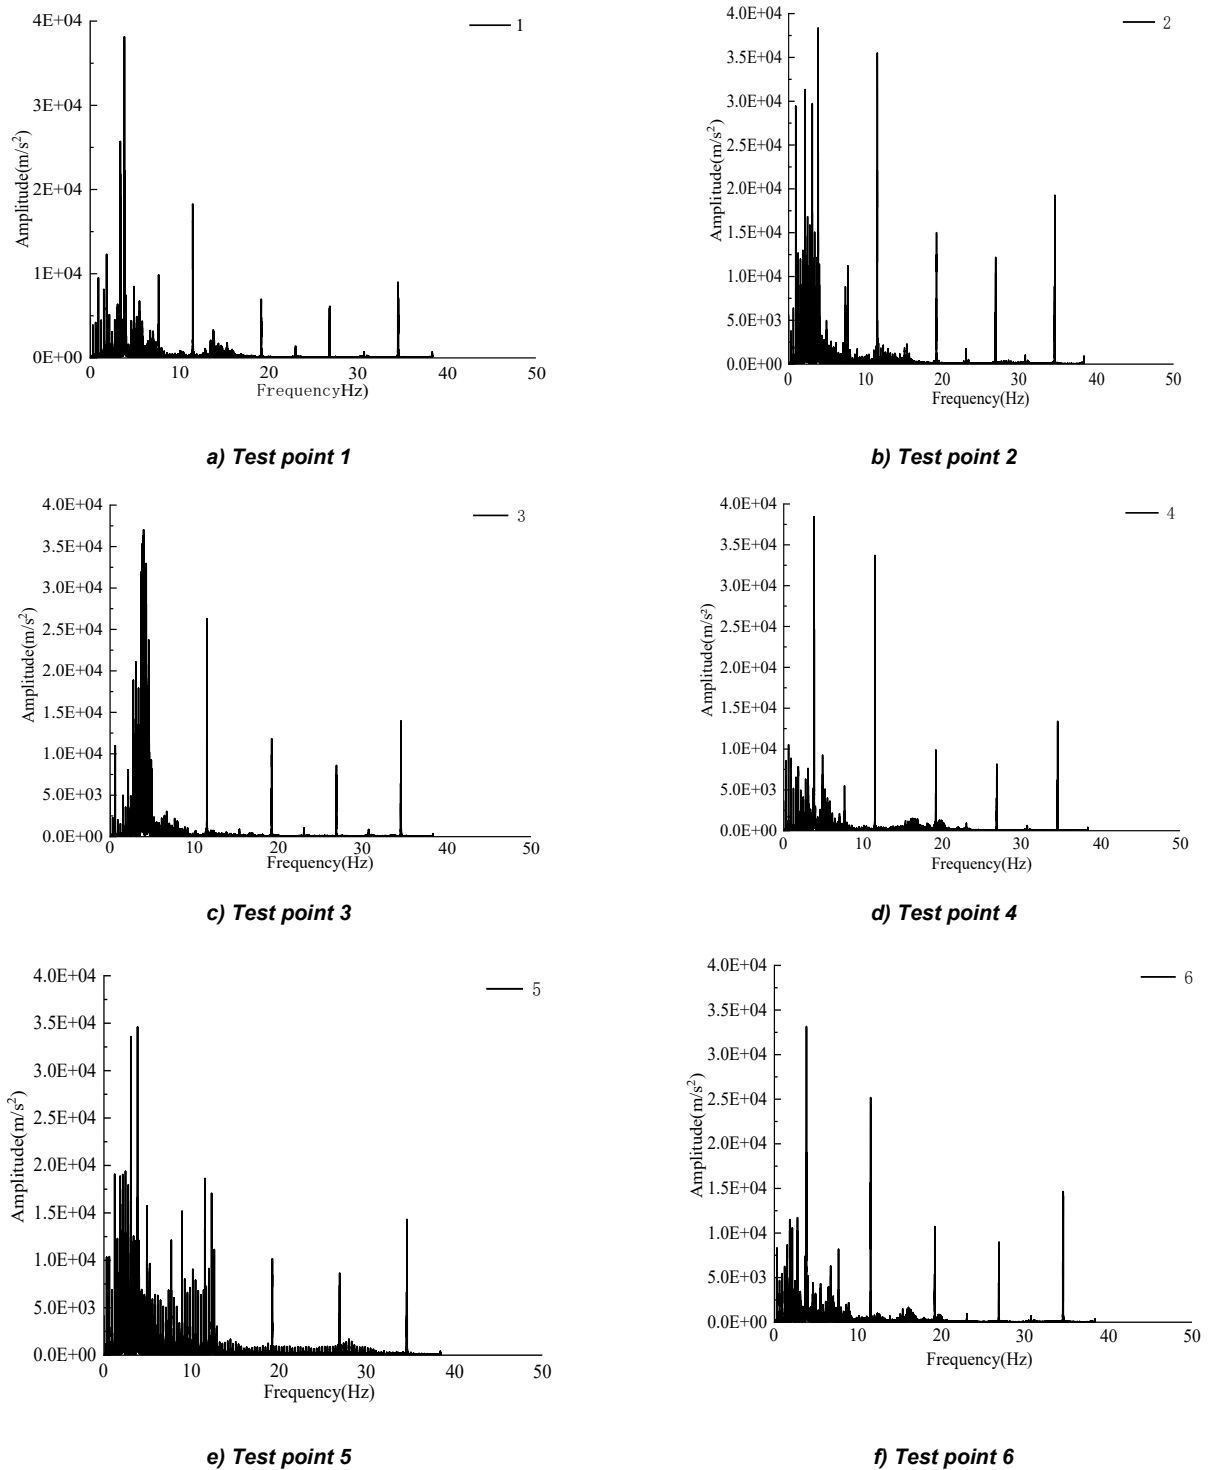 4E+04
3E+04
2E+04
1E+04
0E+00
Amplitude(m/s²)
0 10 20 30 40 50
FrequencyHz)
1
a) Test point 1
4.0E+04
3.5E+04
3.0E+04
2.5E+04
2.0E+04
1.5E+04
1.0E+04
5.0E+03
0.0E+00
Amplitude(m/s²)
0 10 20 30 40 50
Frequency(Hz)
2
b) Test point 2
4.0E+04
3.5E+04
3.0E+04
2.5E+04
2.0E+04
1.5E+04
1.0E+04
5.0E+03
0.0E+00
Amplitude(m/s²)
0 10 20 30 40 50
Frequency(Hz)
3
c) Test point 3
4.0E+04
3.5E+04
3.0E+04
2.5E+04
2.0E+04
1.5E+04
1.0E+04
5.0E+03
0.0E+00
Amplitude(m/s²)
0 10 20 30 40 50
Frequency(Hz)
4
d) Test point 4
4.0E+04
3.5E+04
3.0E+04
2.5E+04
2.0E+04
1.5E+04
1.0E+04
5.0E+03
0.0E+00
Amplitude(m/s²)
0 10 20 30 40 50
Frequency(Hz)
5
e) Test point 5
4.0E+04
3.5E+04
3.0E+04
2.5E+04
2.0E+04
1.5E+04
1.0E+04
5.0E+03
0.0E+00
Amplitude(m/s²)
0 10 20 30 40 50
Frequency(Hz)
6
f) Test point 6